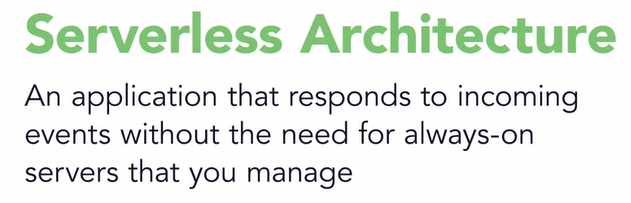 Serverless Architecture
An application that responds to incoming
events without the need for always-on
servers that you manage